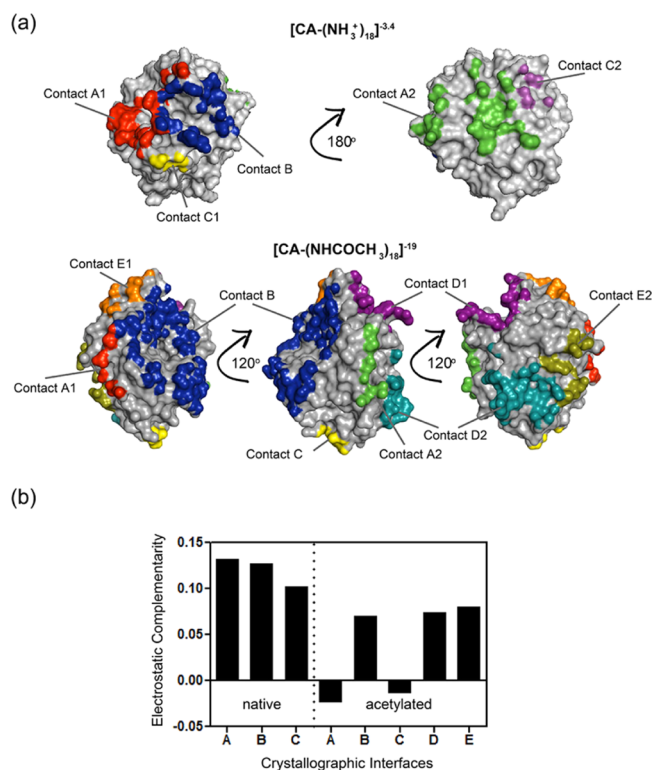 (a)
[CA-(NH₃⁺)₁₈]⁻³·⁴
Contact A1
Contact B
Contact C1
180°
Contact A2
Contact C2
[CA-(NHCOCH₃)₁₈]⁻¹⁹
Contact E1
Contact B
Contact D1
Contact E2
Contact A1
120°
120°
Contact C
Contact A2
Contact D2
(b)
Electrostatic Complementarity
0.15
0.10
0.05
0.00
-0.05
native
acetylated
A B C A B C D E
Crystallographic Interfaces